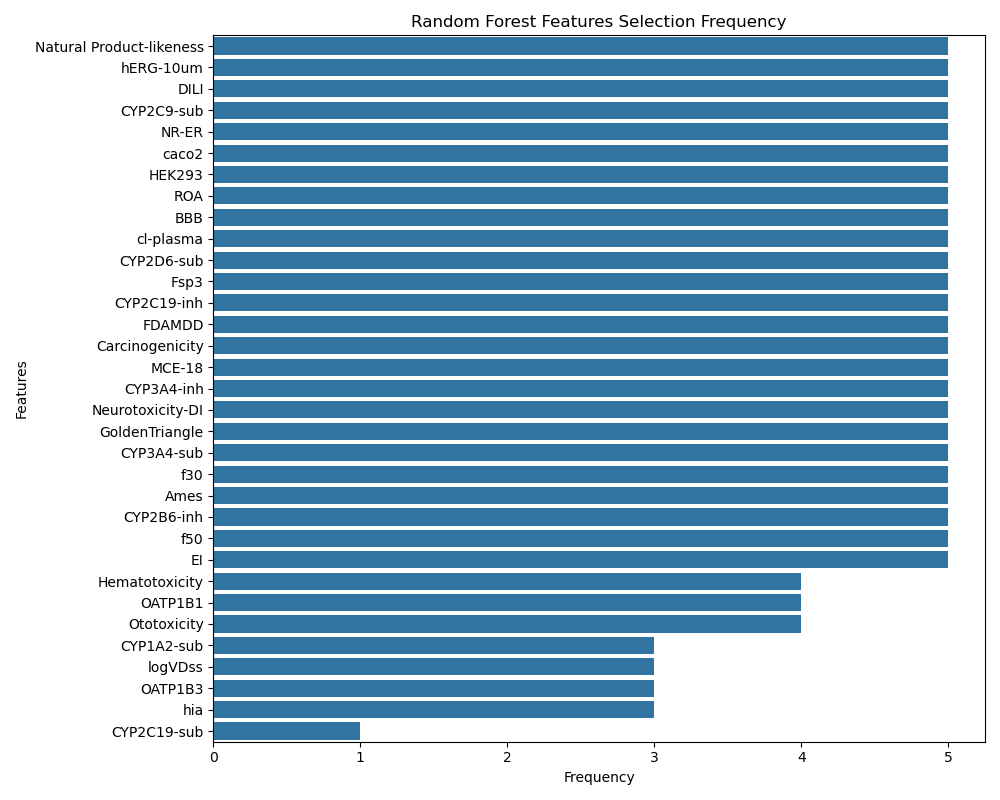 Random Forest Features Selection Frequency
Natural Product-likeness
hERG-10um
DILI
CYP2C9-sub
NR-ER
caco2
HEK293
ROA
BBB
cl-plasma
CYP2D6-sub
Fsp3
CYP2C19-inh
FDAMDD
Carcinogenicity
MCE-18
CYP3A4-inh
Neurotoxicity-DI
GoldenTriangle
CYP3A4-sub
f30
Ames
CYP2B6-inh
f50
EI
Hematotoxicity
OATP1B1
Ototoxicity
CYP1A2-sub
logVDss
OATP1B3
hia
CYP2C19-sub
Features
0 1 2 3 4 5
Frequency